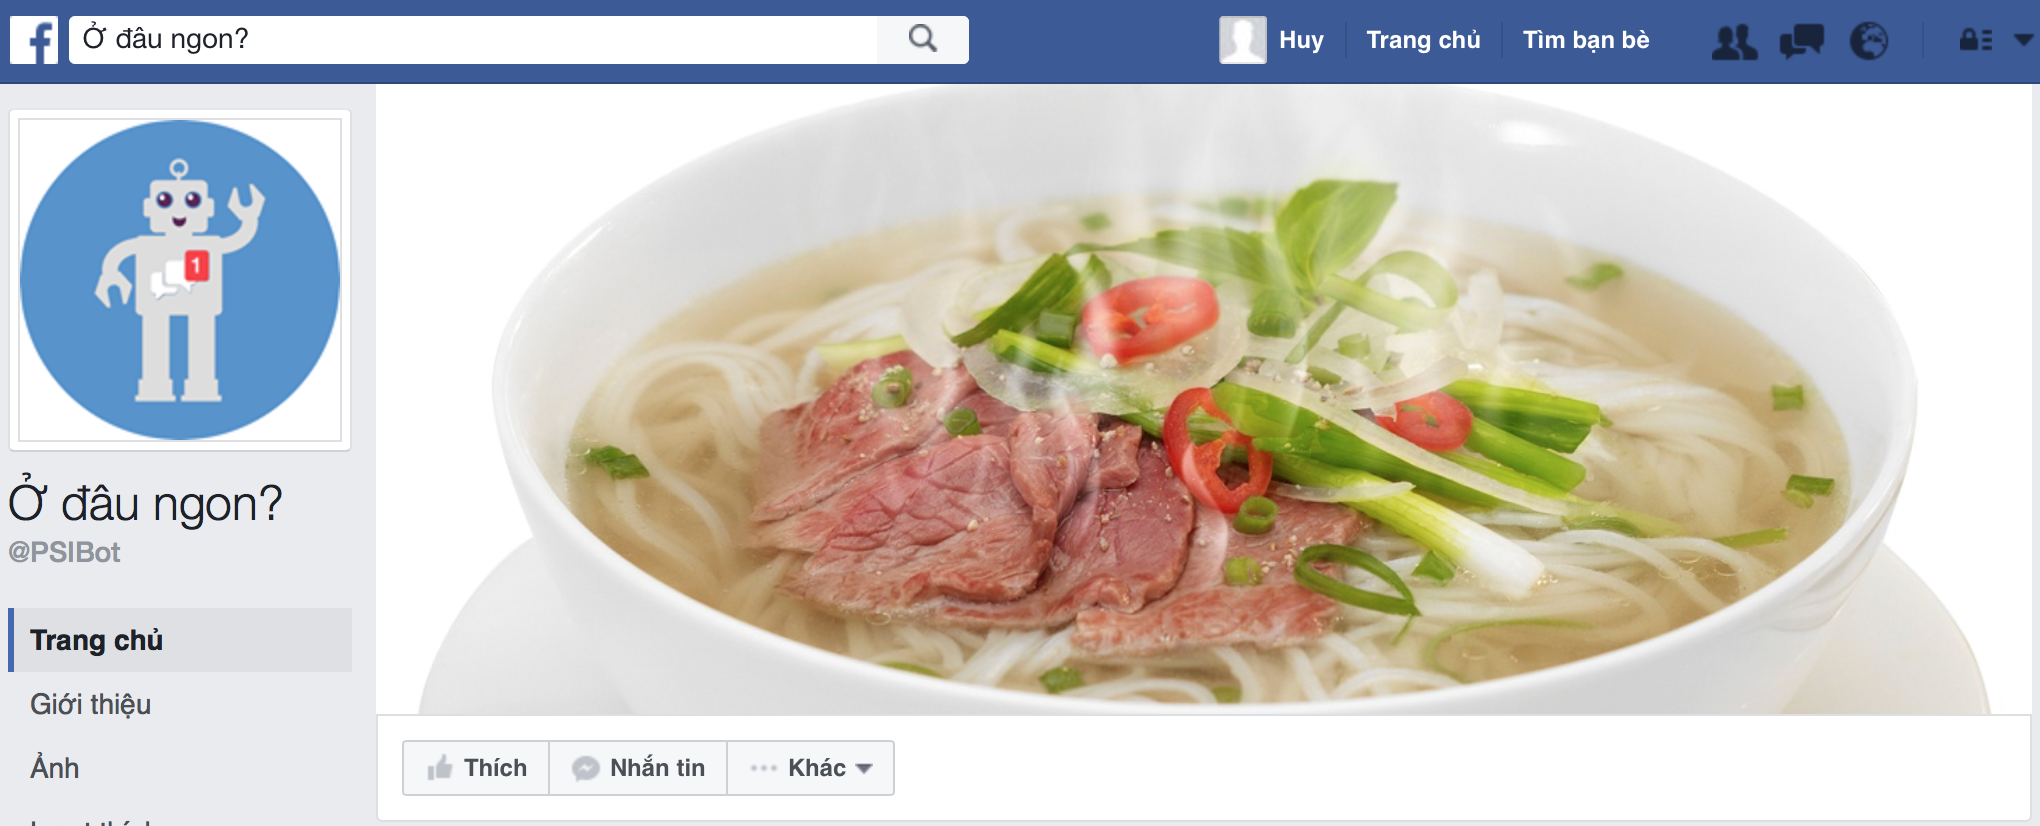 f Ở đâu ngon?
Huy Trang chủ Tìm bạn bè
1
Ở đâu ngon?
@PSIBot
Trang chủ
Giới thiệu
Ảnh
Thích Nhắn tin ... Khác